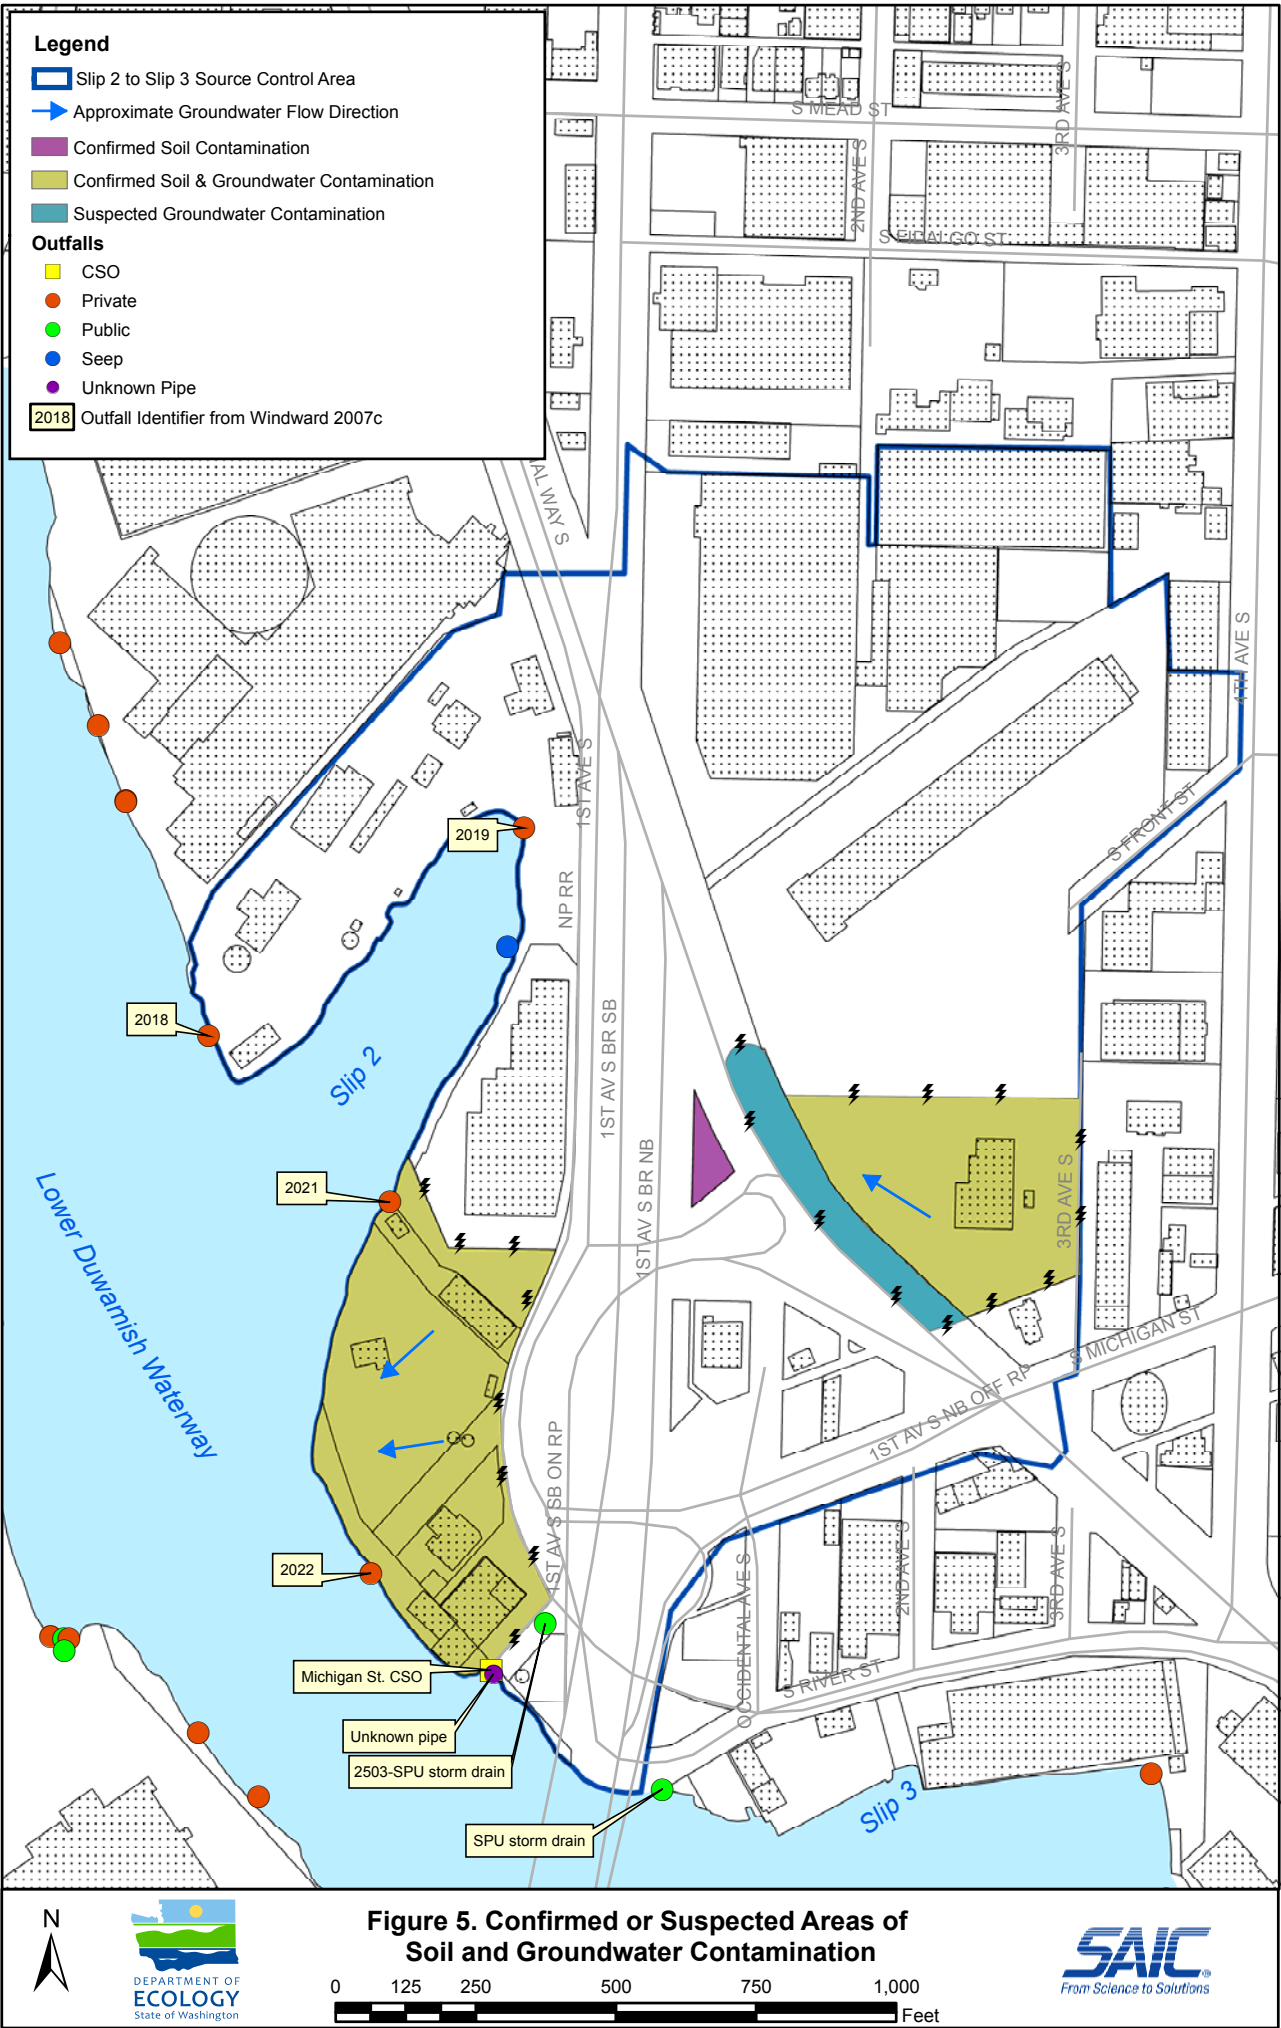 Legend
Slip 2 to Slip 3 Source Control Area
Approximate Groundwater Flow Direction
Confirmed Soil Contamination
Confirmed Soil & Groundwater Contamination
Suspected Groundwater Contamination
Outfalls
CSO
Private
Public
Seep
Unknown Pipe
2018 Outfall Identifier from Windward 2007c
S MEAD ST
3RD AVE S
2ND AVE S
S FIDALGO ST
AL WAY S
4TH AVE S
1ST AVE S
S FRONT ST
2019
NP RR
2018
Slip 2
1ST AV S BR SB
1ST AV S BR NB
3RD AVE S
2021
Lower Duwamish Waterway
S MICHIGAN ST
1ST AV S NB OFF RP
1ST AV S SB ON RP
2022
OCCIDENTAL AVE S
2ND AVE S
3RD AVE S
Michigan St. CSO
S RIVER ST
Unknown pipe
2503-SPU storm drain
SPU storm drain
Slip 3
N
DEPARTMENT OF
ECOLOGY
State of Washington
Figure 5. Confirmed or Suspected Areas of
Soil and Groundwater Contamination
0 125 250 500 750 1,000
Feet
SAIC
From Science to Solutions